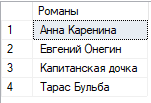 Романы
1 Анна Каренина
2 Евгений Онегин
3 Капитанская дочка
4 Тарас Бульба